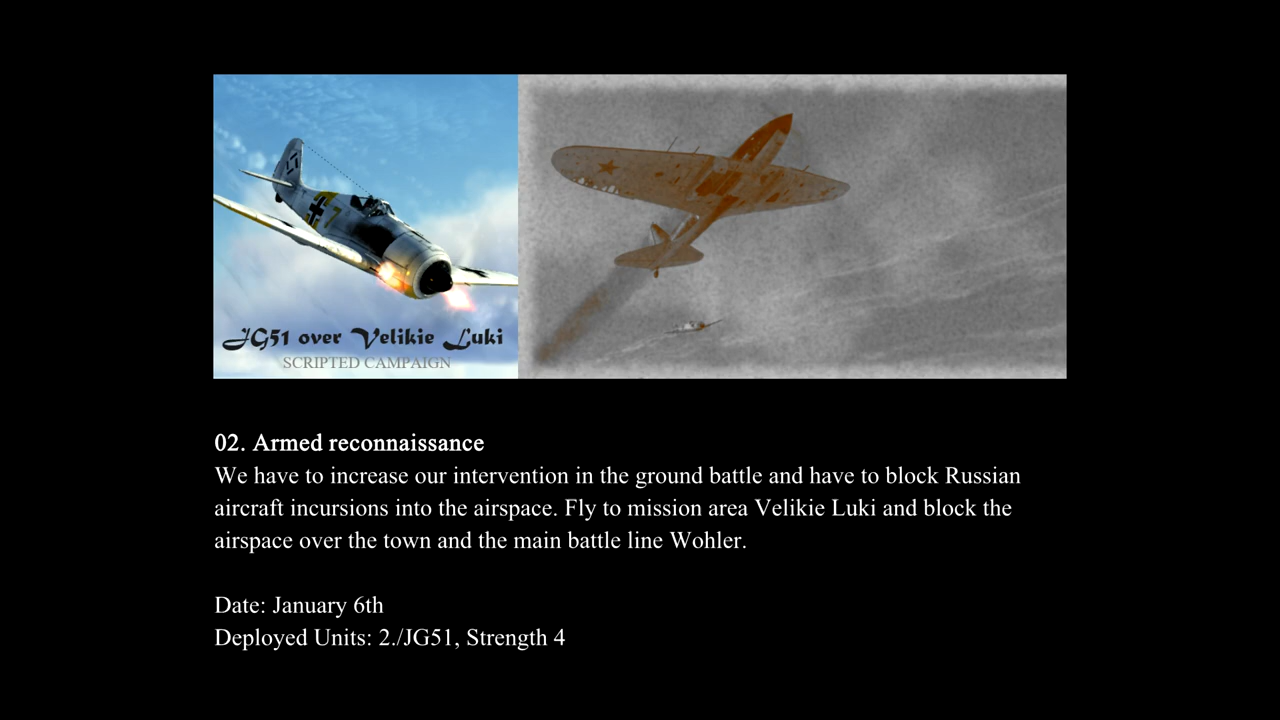 JG51 over Velikie Luki
SCRIPTED CAMPAIGN
02. Armed reconnaissance
We have to increase our intervention in the ground battle and have to block Russian
aircraft incursions into the airspace. Fly to mission area Velikie Luki and block the
airspace over the town and the main battle line Wohler.
Date: January 6th
Deployed Units: 2./JG51, Strength 4